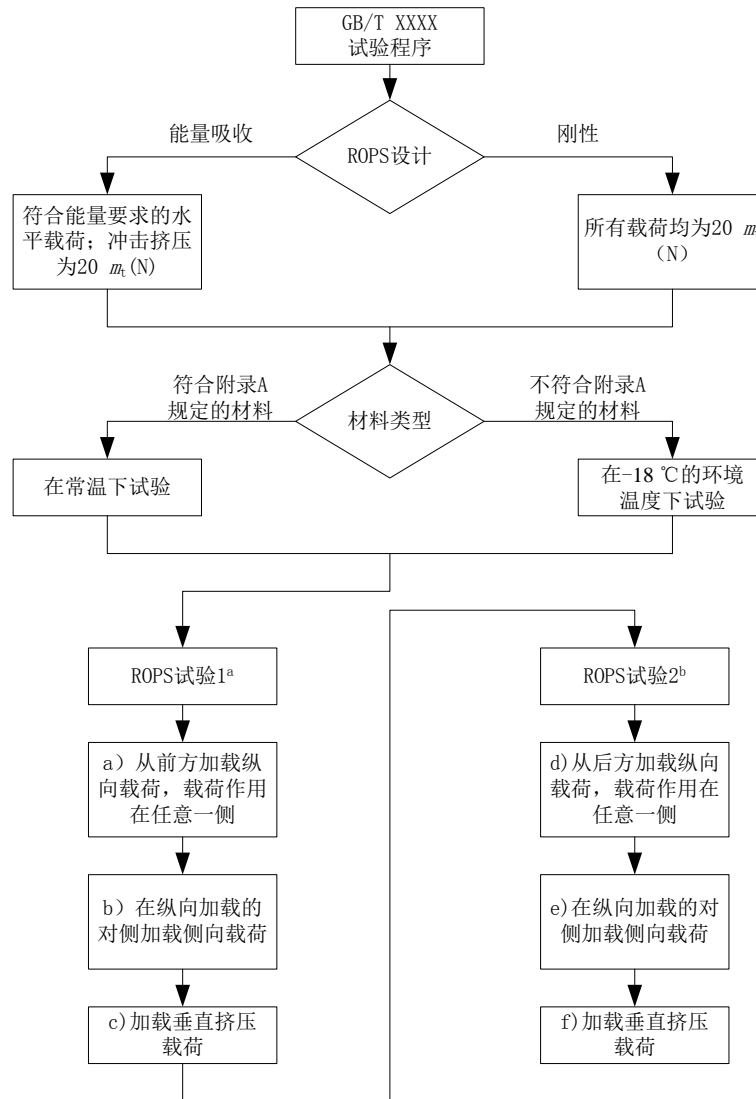 GB/T XXXX
试验程序
能量吸收
ROPS设计
刚性
符合能量要求的水
平载荷；冲击挤压
为20 mt(N)
所有载荷均为20 m
（N）
符合附录A
规定的材料
材料类型
不符合附录A
规定的材料
在常温下试验
在-18 ℃的环境
温度下试验
ROPS试验1a
a）从前方加载纵
向载荷，载荷作用
在任意一侧
b）在纵向加载的
对侧加载侧向载荷
c)加载垂直挤压
载荷
ROPS试验2b
d)从后方加载纵向
载荷，载荷作用在
任意一侧
e)在纵向加载的对
侧加载侧向载荷
f)加载垂直挤压
载荷